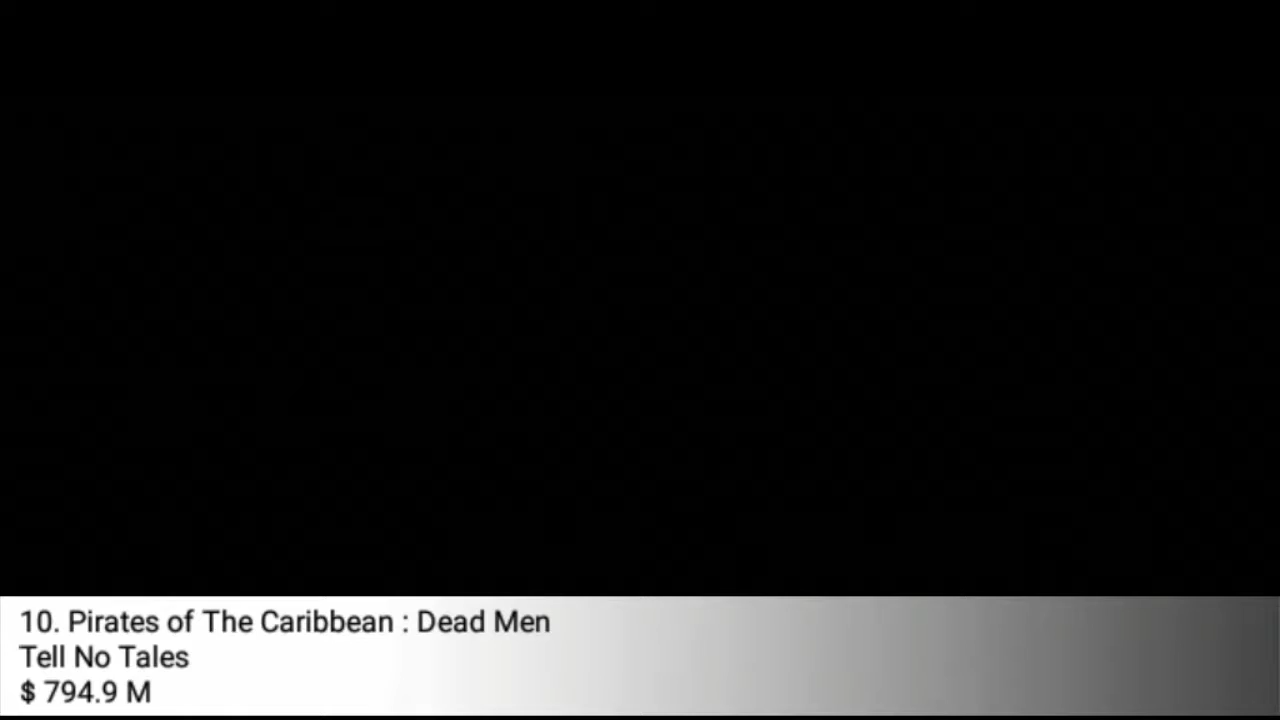 10. Pirates of The Caribbean : Dead Men
Tell No Tales
$ 794.9 M